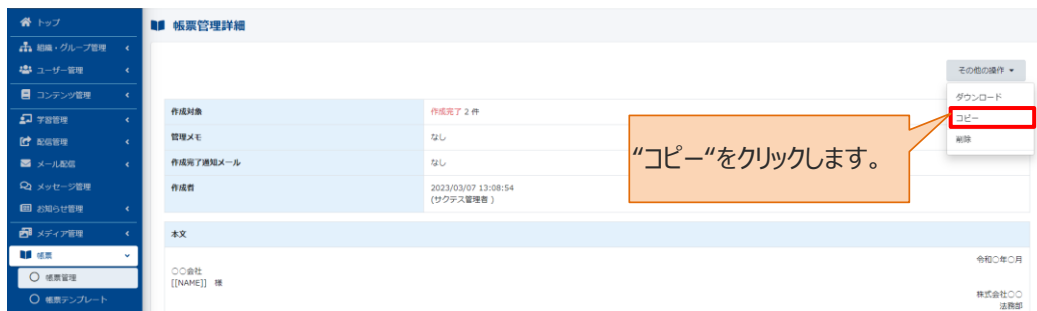 トップ
組織・グループ管理
ユーザー管理
コンテンツ管理
学習管理
配信管理
メール配信
メッセージ管理
お知らせ管理
メディア管理
帳票
帳票管理
帳票テンプレート
帳票管理詳細
その他の操作
ダウンロード
コピー
削除
作成対象 作成完了 2 件
管理メモ なし
作成完了通知メール なし
作成者 2023/03/07 13:08:54
(サクテス管理者 )
“コピー“をクリックします。
本文
令和○年○月
○○会社
[[NAME]] 様
株式会社○○
法務部